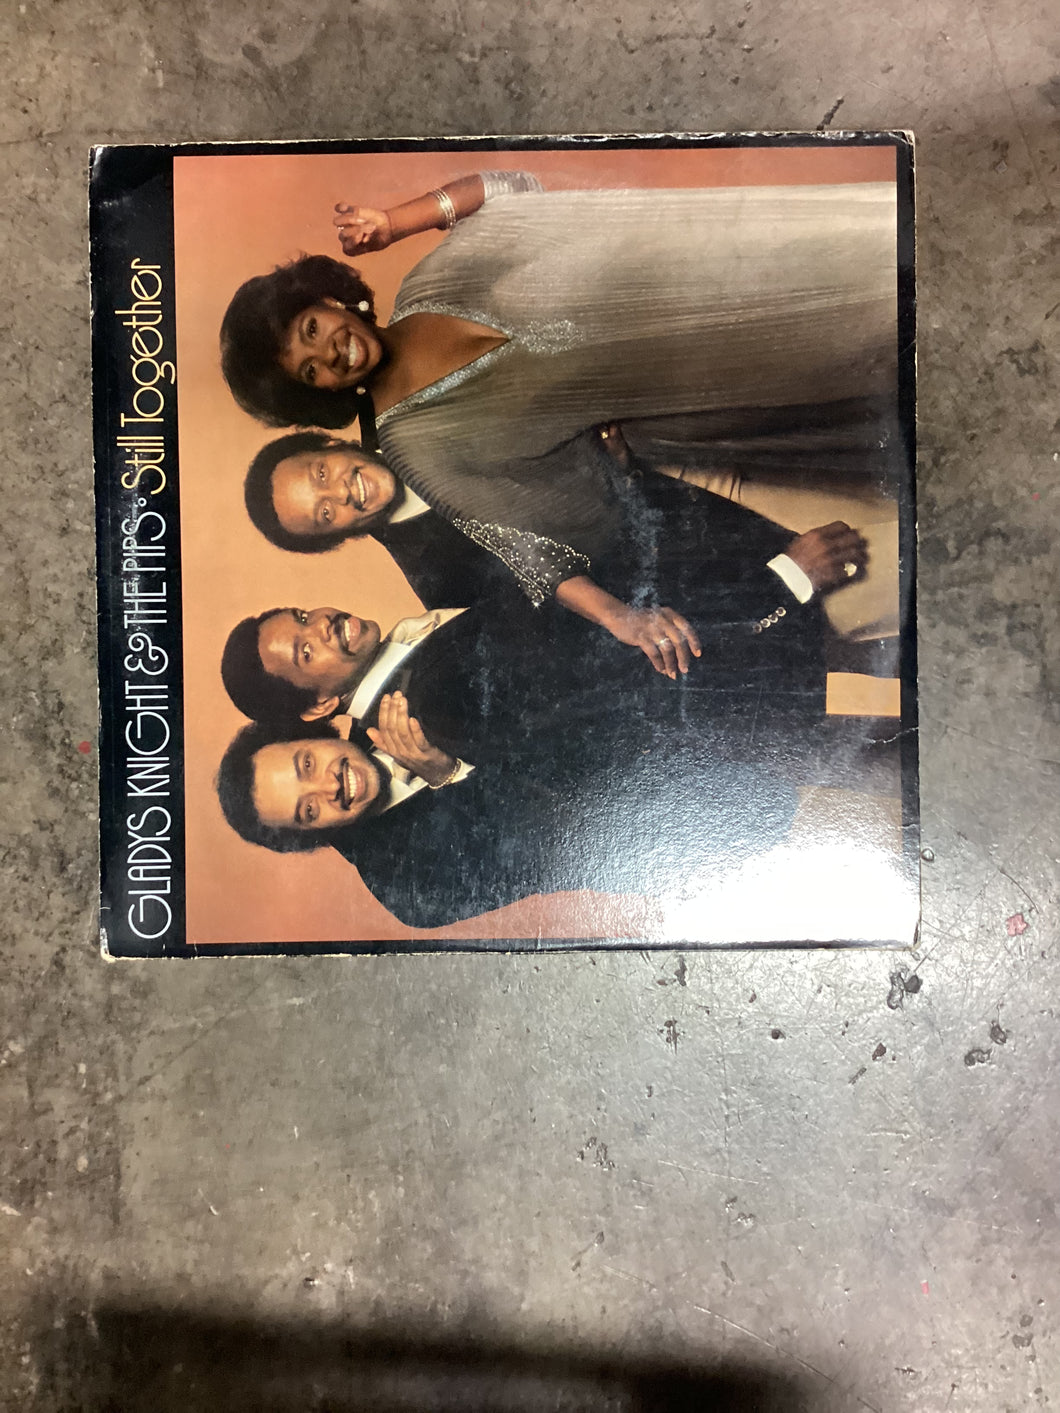 GLADYS KNIGHT & THE PIPS • Still Together